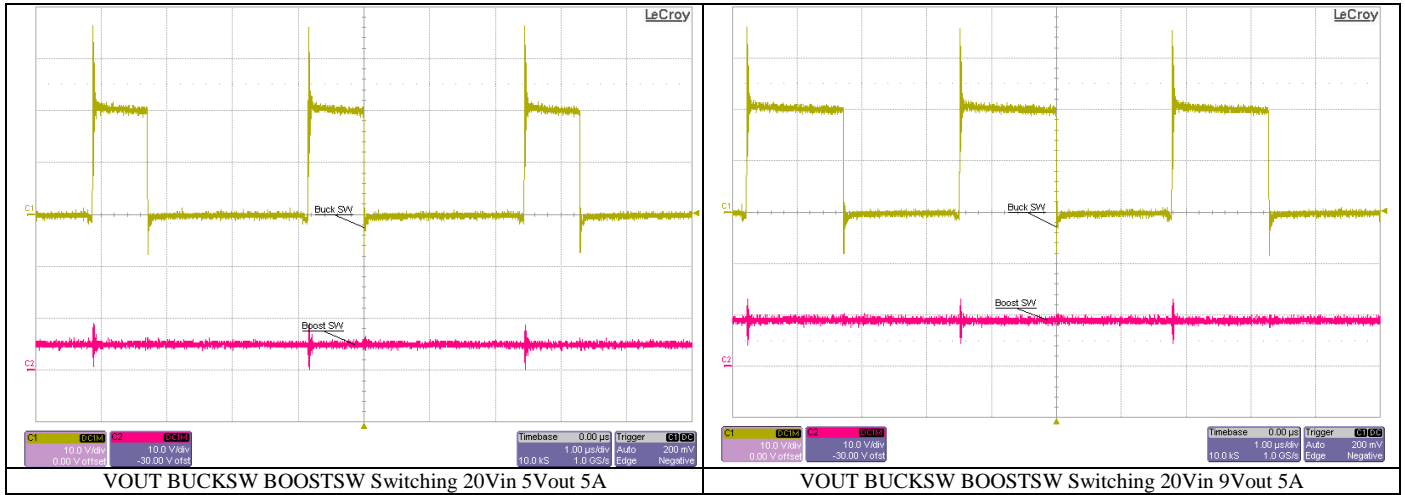 LeCroy
C1
Buck SW
Boost SW
C2
C1 DC1M
10.0 V/div
0.00 V offset
C2 DC1M
10.0 V/div
-30.00 V ofst
Timebase 0.00 µs
1.00 µs/div
10.0 kS 1.0 GS/s
Trigger C1 DC
Auto 200 mV
Edge Negative
VOUT BUCKSW BOOSTSW Switching 20Vin 5Vout 5A
LeCroy
C1
Buck SW
Boost SW
C2
C1 DC1M
10.0 V/div
0.00 V offset
C2
10.0 V/div
-30.00 V ofst
Timebase 0.00 µs
1.00 µs/div
10.0 kS 1.0 GS/s
Trigger C1 DC
Auto 200 mV
Edge Negative
VOUT BUCKSW BOOSTSW Switching 20Vin 9Vout 5A